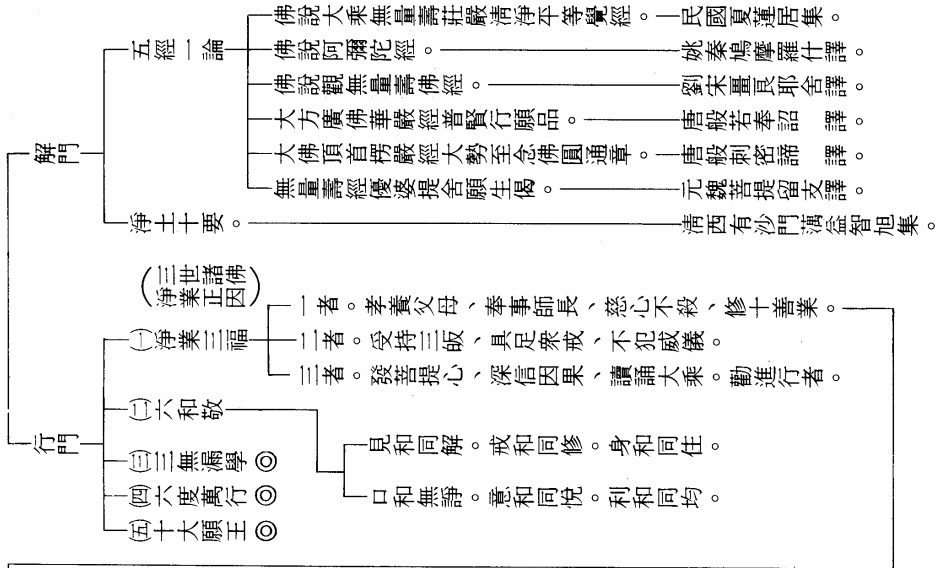 解門
五經一論
佛說大乘無量壽莊嚴清淨平等覺經。民國夏蓮居集。
佛說阿彌陀經。姚秦鳩摩羅什譯。
佛說觀無量壽佛經。劉宋畺良耶舍譯。
大方廣佛華嚴經普賢行願品。唐般若奉詔 譯。
大佛頂首楞嚴經大勢至念佛圓通章。唐般刺密諦 譯。
無量壽經優婆提舍願生偈。元魏菩提留支譯。
淨土十要。清西有沙門蕅益智旭集。
行門
㈠淨業三福
(三世諸佛
淨業正因)
一者。孝養父母、奉事師長、慈心不殺、修十善業。
二者。受持三皈、具足衆戒、不犯威儀。
三者。發菩提心、深信因果、讀誦大乘。勸進行者。
㈡六和敬
見和同解。戒和同修。身和同住。
口和無諍。意和同悅。利和同均。
㈢三無漏學◎
㈣六度萬行◎
㈤十大願王◎